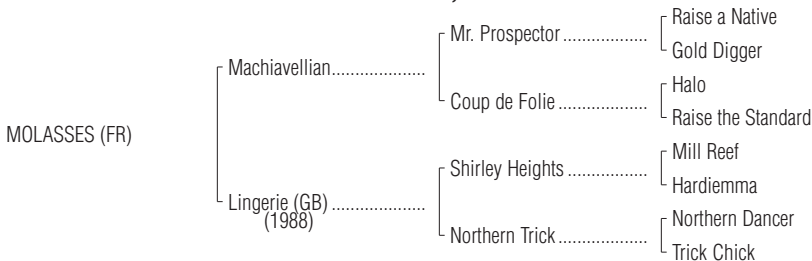 Raise a Native
Mr. Prospector ...................
Gold Digger
Machiavellian.....................
Halo
Coup de Folie ....................
Raise the Standard
MOLASSES (FR)
Mill Reef
Shirley Heights ..................
Hardiemma
Lingerie (GB) .....................
(1988)
Northern Dancer
Northern Trick ....................
Trick Chick